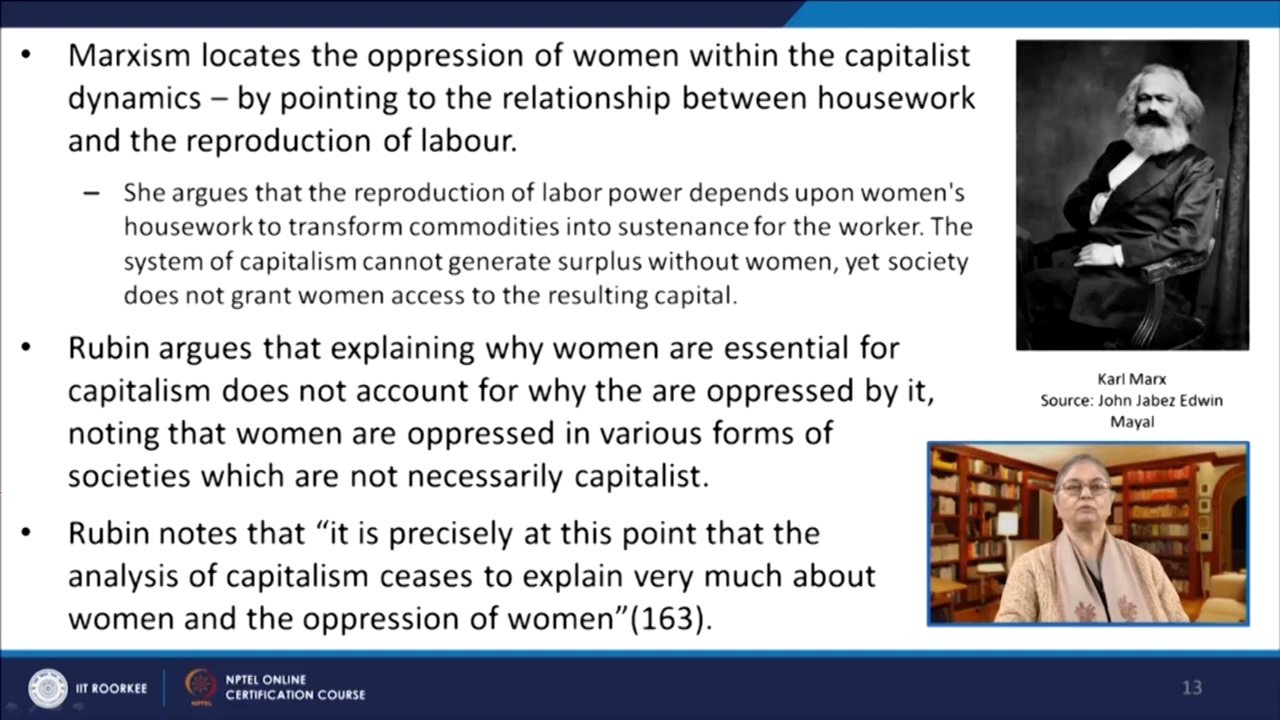 • Marxism locates the oppression of women within the capitalist
dynamics – by pointing to the relationship between housework
and the reproduction of labour.
– She argues that the reproduction of labor power depends upon women's
housework to transform commodities into sustenance for the worker. The
system of capitalism cannot generate surplus without women, yet society
does not grant women access to the resulting capital.
• Rubin argues that explaining why women are essential for
capitalism does not account for why the are oppressed by it,
noting that women are oppressed in various forms of
societies which are not necessarily capitalist.
• Rubin notes that “it is precisely at this point that the
analysis of capitalism ceases to explain very much about
women and the oppression of women”(163).
Karl Marx
Source: John Jabez Edwin
Mayal
IIT ROORKEE
NPTEL
NPTEL ONLINE
CERTIFICATION COURSE
13